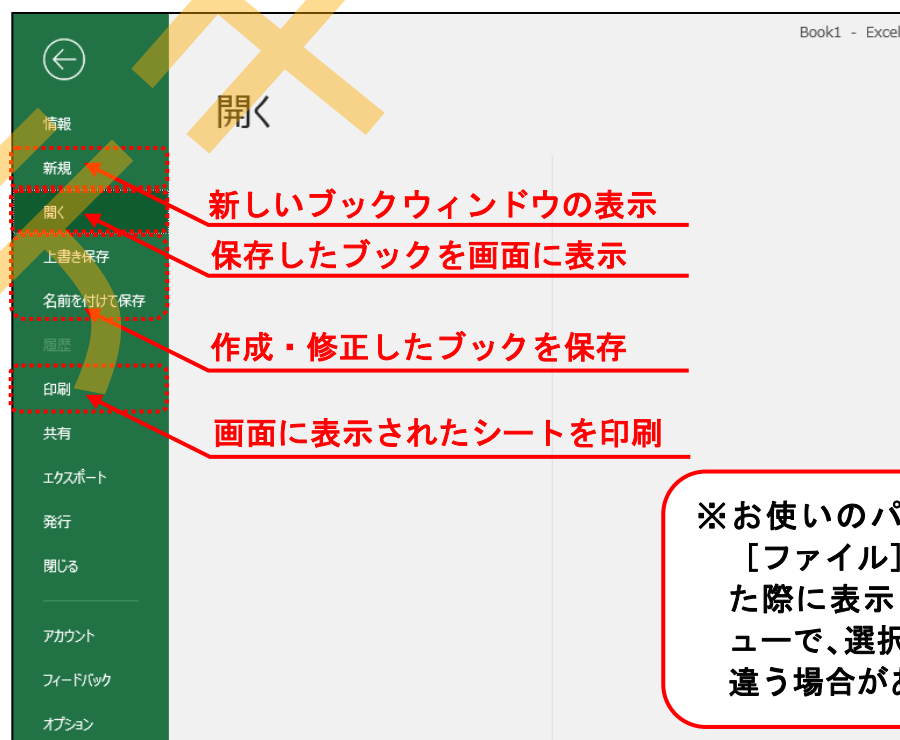 Book1 - Excel
開く
情報
新規
開く
上書き保存
名前を付けて保存
履歴
印刷
共有
エクスポート
発行
閉じる
アカウント
フィードバック
オプション
新しいブックウィンドウの表示
保存したブックを画面に表示
作成・修正したブックを保存
画面に表示されたシートを印刷
※お使いのパ
[ファイル]
た際に表示
ューで、選択
違う場合があ